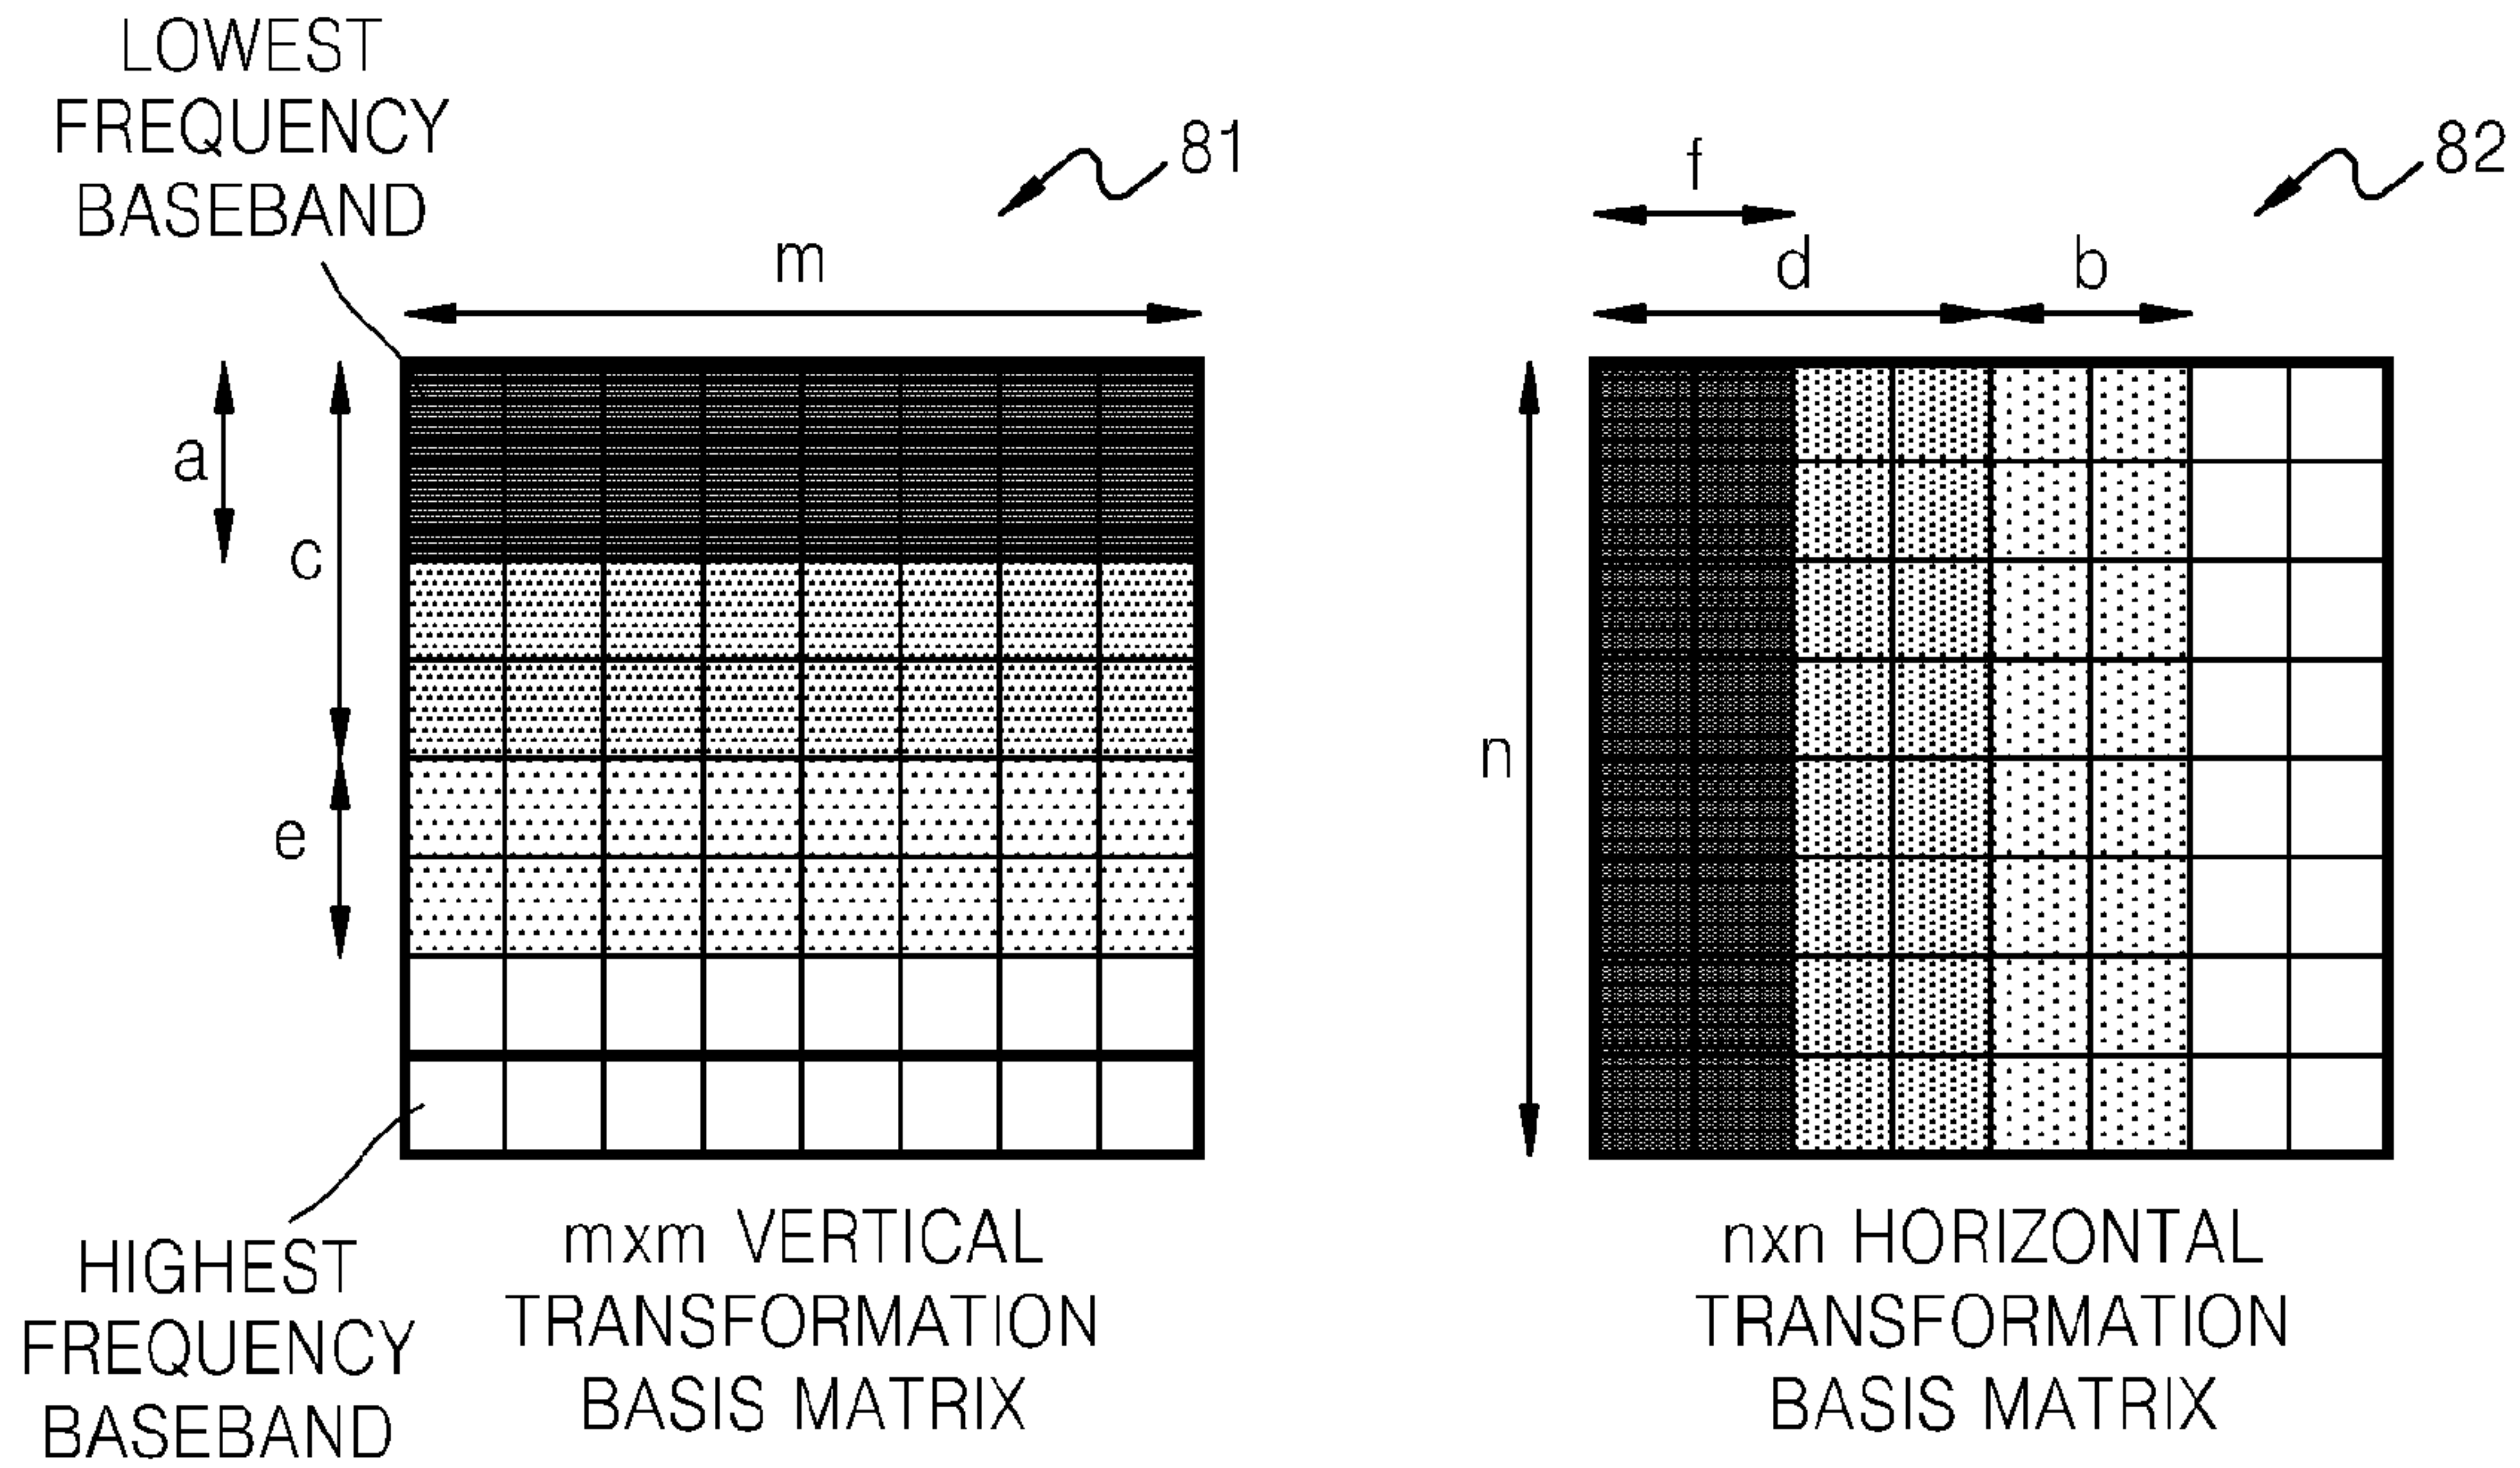 LOWEST
FREQUENCY
BASEBAND
81
m
a
c
e
HIGHEST
FREQUENCY
BASEBAND
mxm VERTICAL
TRANSFORMATION
BASIS MATRIX
82
f
d
b
n
nxn HORIZONTAL
TRANSFORMATION
BASIS MATRIX